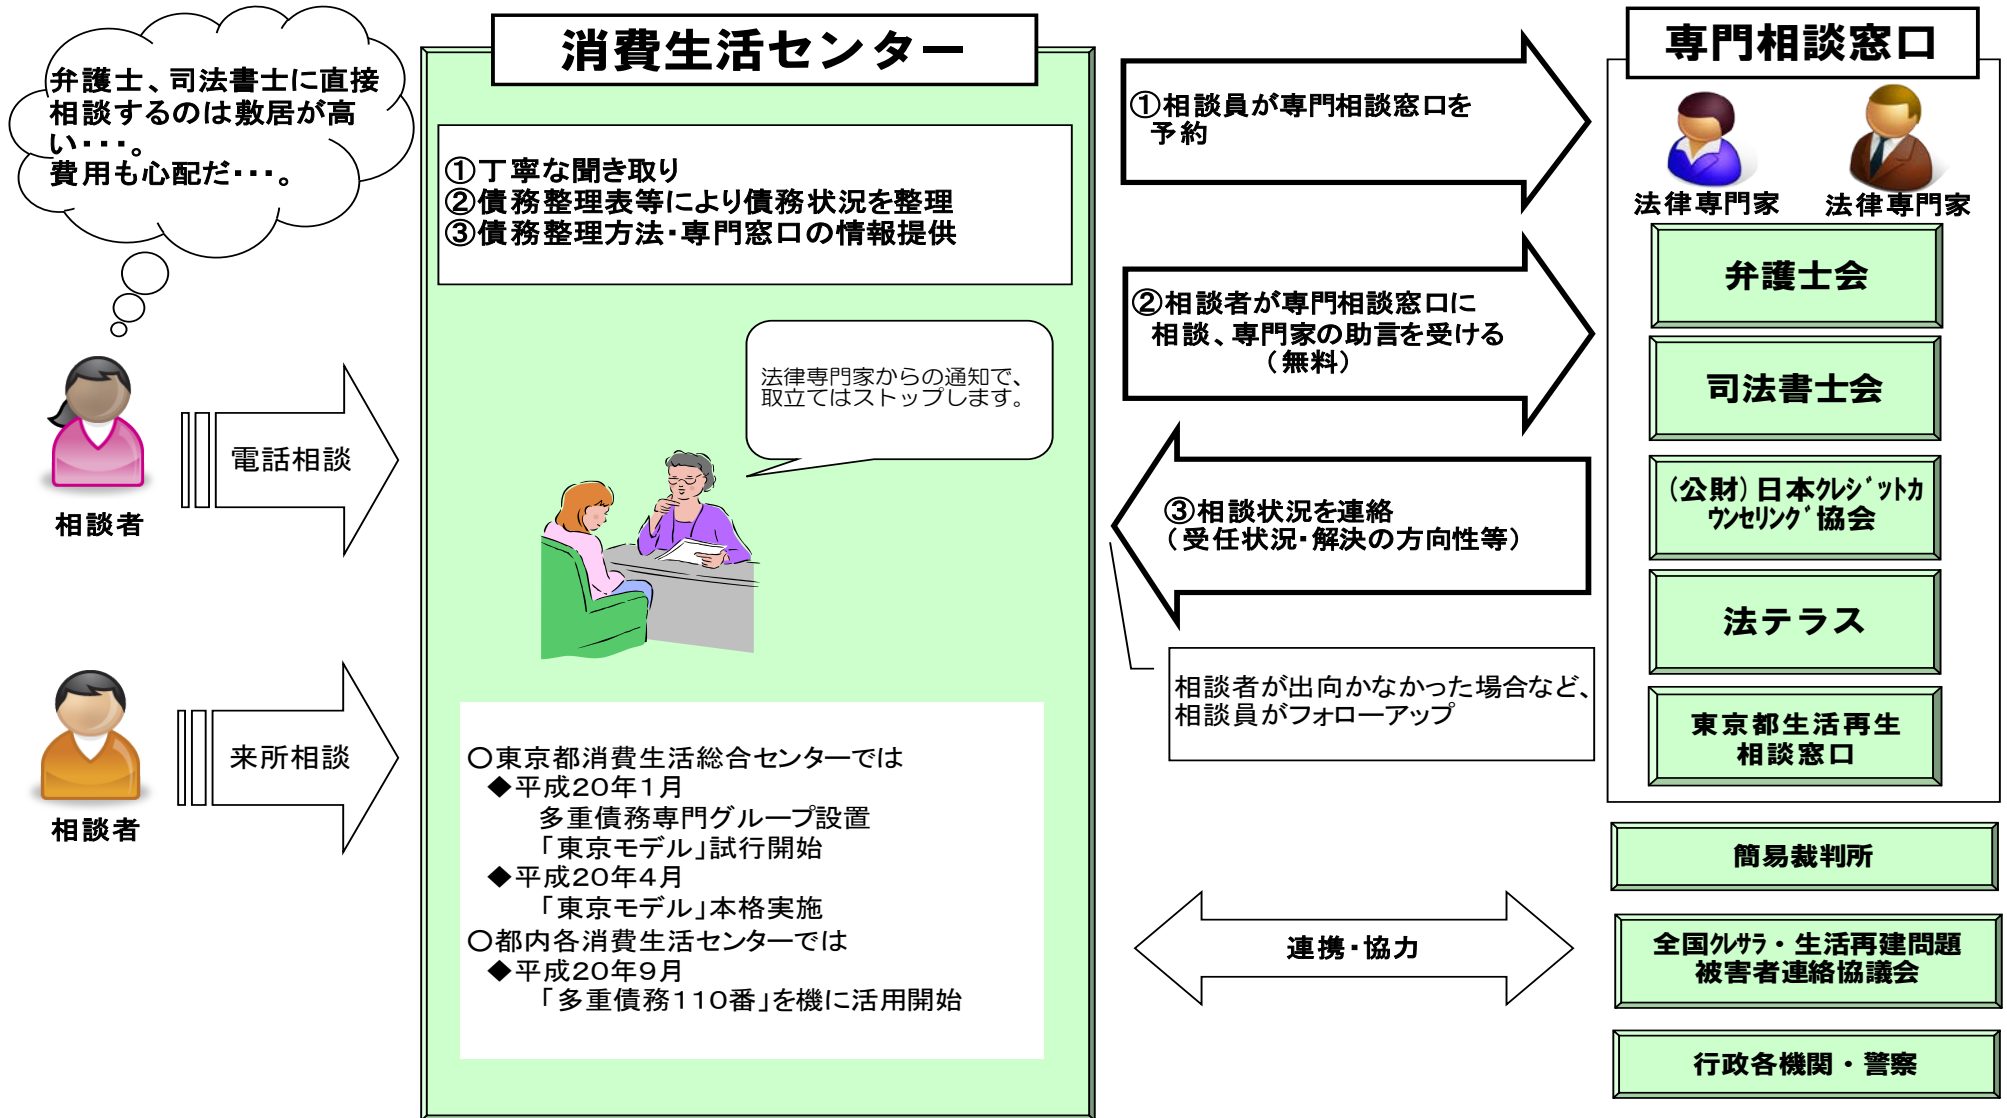 弁護士、司法書士に直接
相談するのは敷居が高
い・・・。
費用も心配だ・・・。
相談者
電話相談
相談者
来所相談
消費生活センター
①丁寧な聞き取り
②債務整理表等により債務状況を整理
③債務整理方法・専門窓口の情報提供
法律専門家からの通知で、
取立てはストップします。
○東京都消費生活総合センターでは
◆平成20年1月
多重債務専門グループ設置
「東京モデル」試行開始
◆平成20年4月
「東京モデル」本格実施
○都内各消費生活センターでは
◆平成20年9月
「多重債務110番」を機に活用開始
①相談員が専門相談窓口を
予約
②相談者が専門相談窓口に
相談、専門家の助言を受ける
（無料）
③相談状況を連絡
（受任状況・解決の方向性等）
相談者が出向かなかった場合など、
相談員がフォローアップ
連携・協力
専門相談窓口
法律専門家
法律専門家
弁護士会
司法書士会
(公財)日本ｸﾚｼﾞｯﾄｶ
ｳﾝｾﾘﾝｸﾞ協会
法テラス
東京都生活再生
相談窓口
簡易裁判所
全国ｸﾚｻﾗ・生活再建問題
被害者連絡協議会
行政各機関・警察